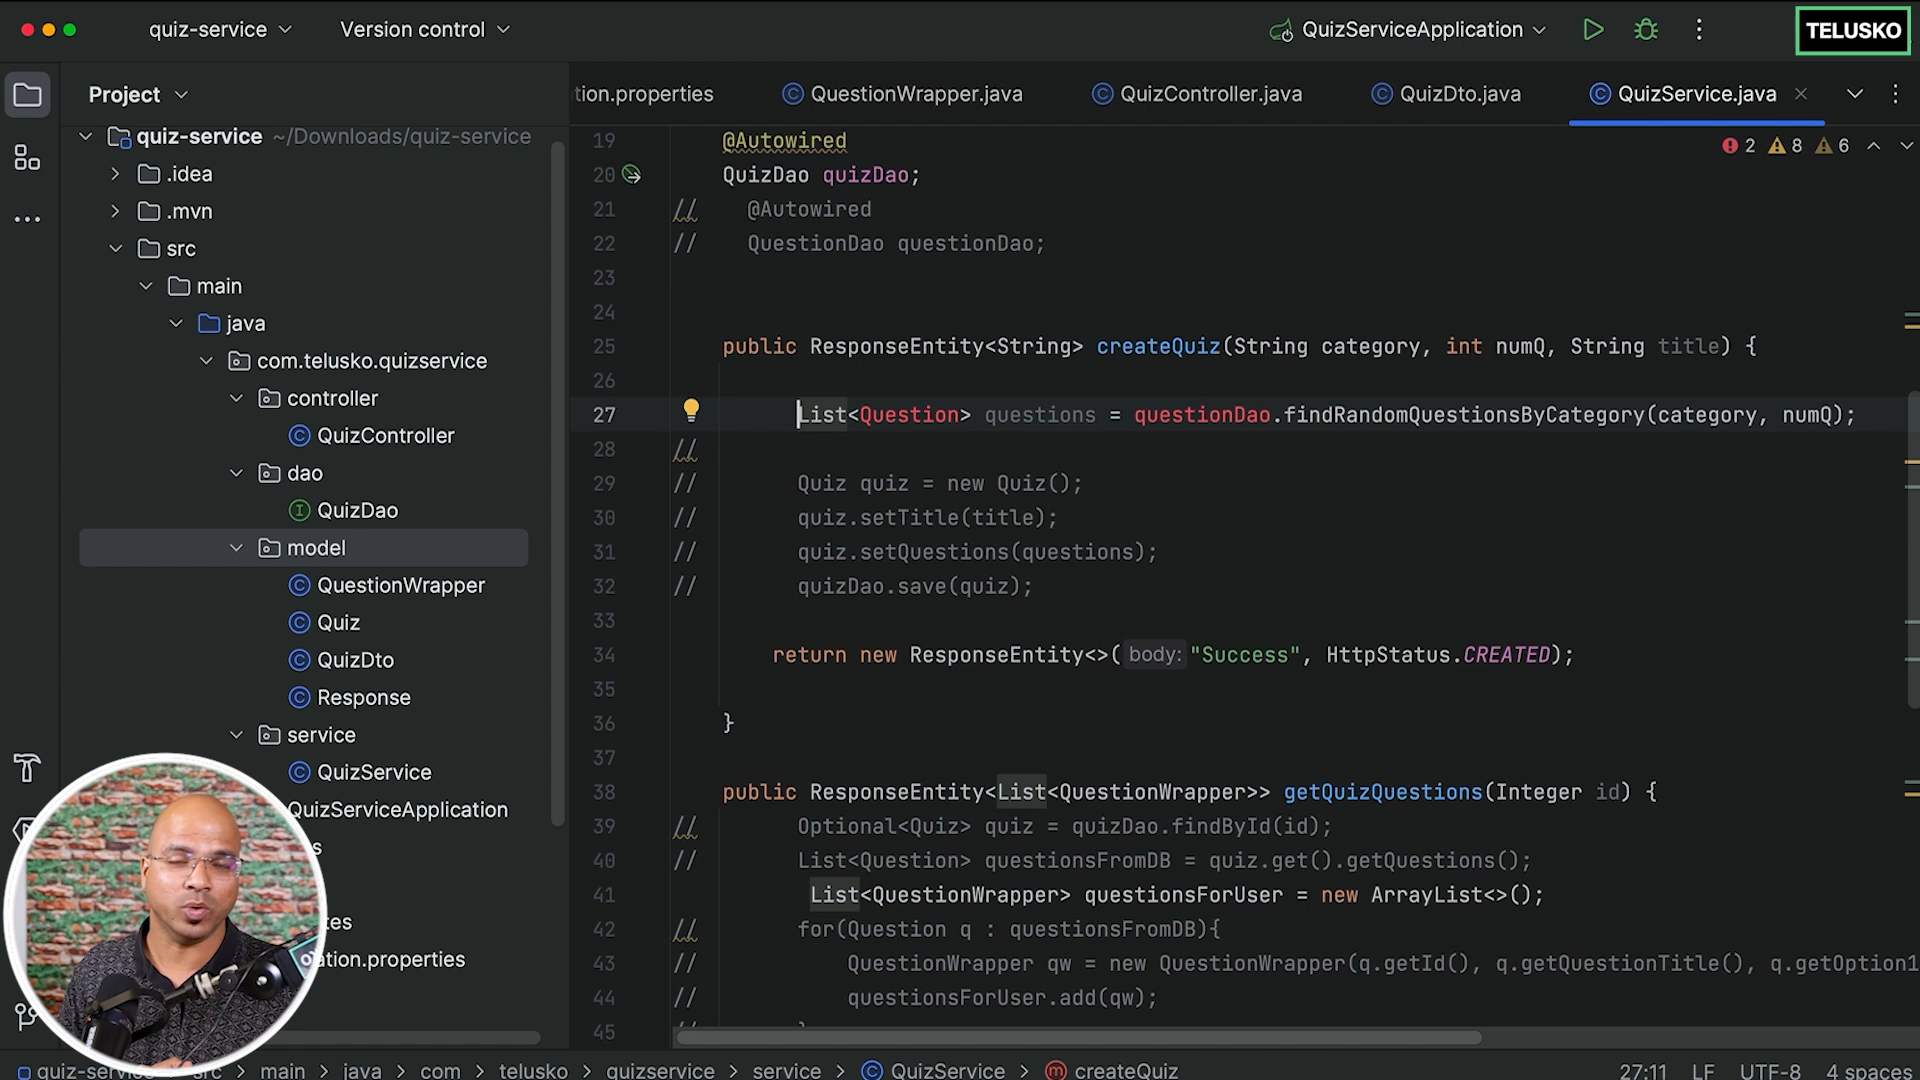 quiz-service
Version control
QuizServiceApplication
TELUSKO
Project
tion.properties
QuestionWrapper.java
QuizController.java
QuizDto.java
QuizService.java
quiz-service ~/Downloads/quiz-service
.idea
.mvn
src
main
java
com.telusko.quizservice
controller
QuizController
dao
QuizDao
model
QuestionWrapper
Quiz
QuizDto
Response
service
QuizService
QuizServiceApplication
s
tes
ation.properties
2 8 6
19 @Autowired
20 QuizDao quizDao;
21 // @Autowired
22 // QuestionDao questionDao;
23
24
25 public ResponseEntity<String> createQuiz(String category, int numQ, String title) {
26
27 List<Question> questions = questionDao.findRandomQuestionsByCategory(category, numQ);
28 //
29 // Quiz quiz = new Quiz();
30 // quiz.setTitle(title);
31 // quiz.setQuestions(questions);
32 // quizDao.save(quiz);
33
34 return new ResponseEntity<>( body: "Success", HttpStatus.CREATED);
35
36 }
37
38 public ResponseEntity<List<QuestionWrapper>> getQuizQuestions(Integer id) {
39 // Optional<Quiz> quiz = quizDao.findById(id);
40 // List<Question> questionsFromDB = quiz.get().getQuestions();
41 List<QuestionWrapper> questionsForUser = new ArrayList<>();
42 // for(Question q : questionsFromDB){
43 // QuestionWrapper qw = new QuestionWrapper(q.getId(), q.getQuestionTitle(), q.getOption1
44 // questionsForUser.add(qw);
45 // }
quiz-service > src > main > java > com > telusko > quizservice > service > QuizService > createQuiz
27:11 LF UTF-8 4 spaces